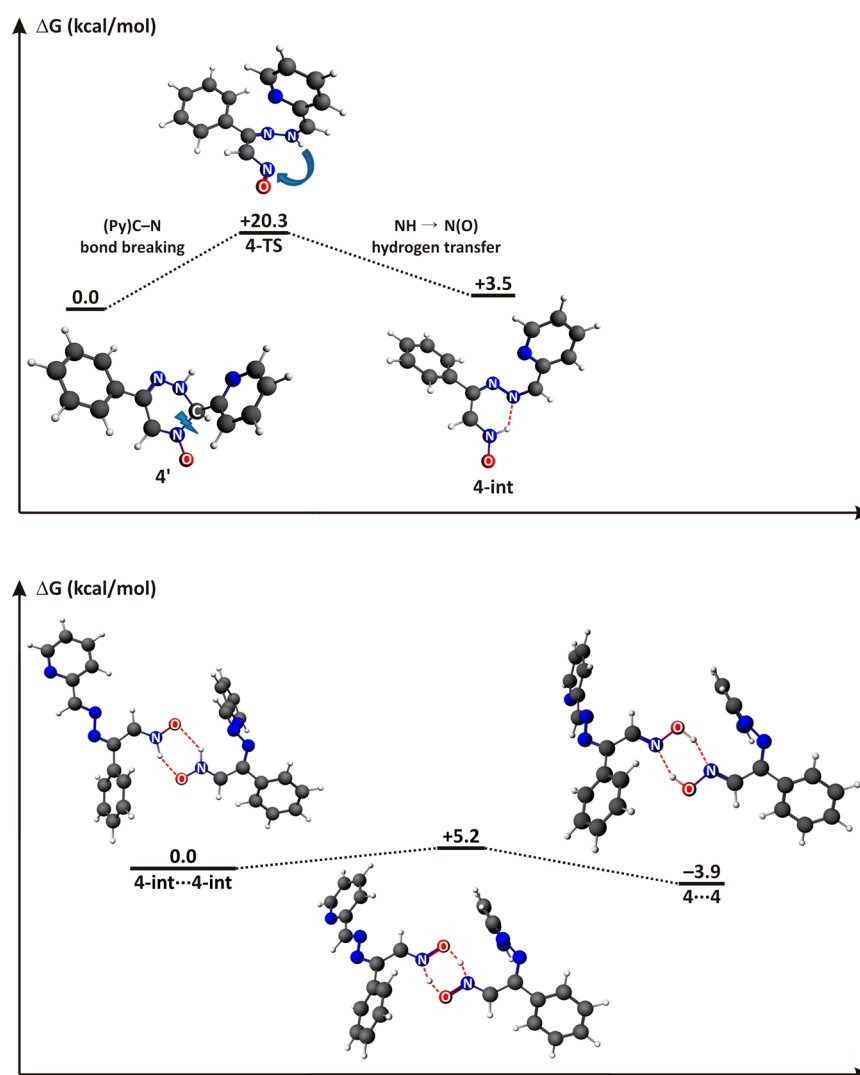 ΔG (kcal/mol)
N N
N
O
(Py)C–N
bond breaking
+20.3
4-TS
NH → N(O)
hydrogen transfer
0.0
+3.5
N N
C
N
O
4'
N
N
N
O
4-int
ΔG (kcal/mol)
O
N
N
O
O
N
N
O
0.0
4-int···4-int
+5.2
–3.9
4···4
O
N
N
O